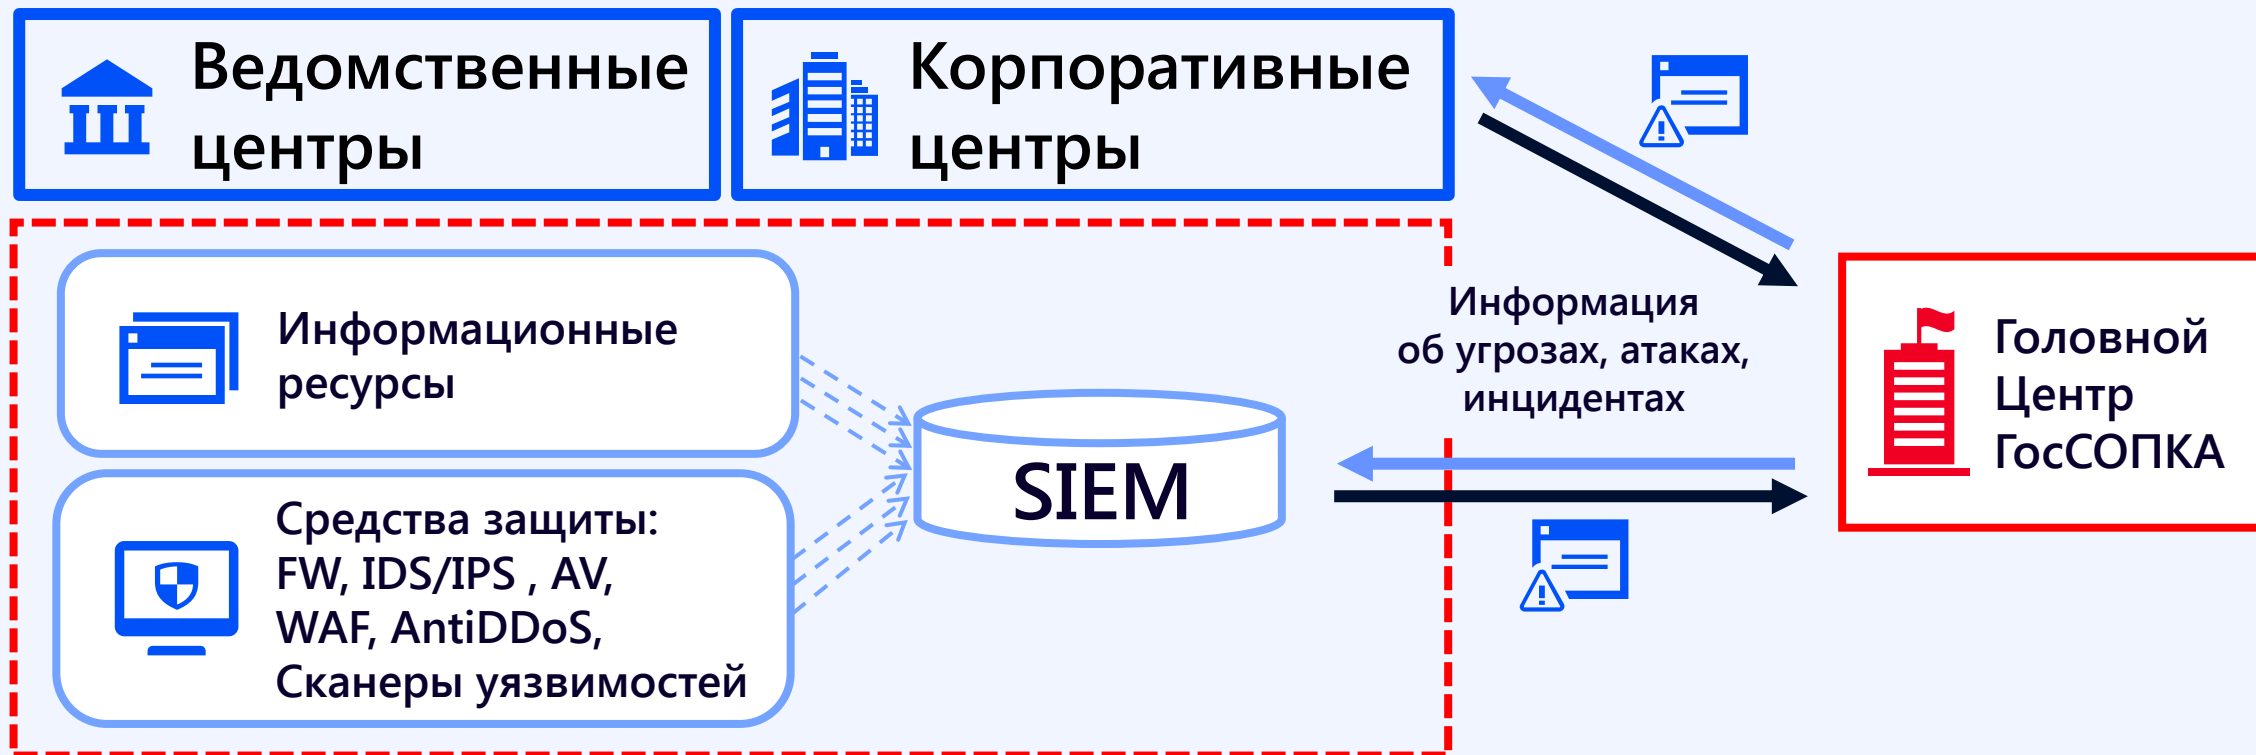 Ведомственные
центры
Корпоративные
центры
Информационные
ресурсы
Средства защиты:
FW, IDS/IPS , AV,
WAF, AntiDDoS,
Сканеры уязвимостей
SIEM
Информация
об угрозах, атаках,
инцидентах
Головной
Центр
ГосСОПКА